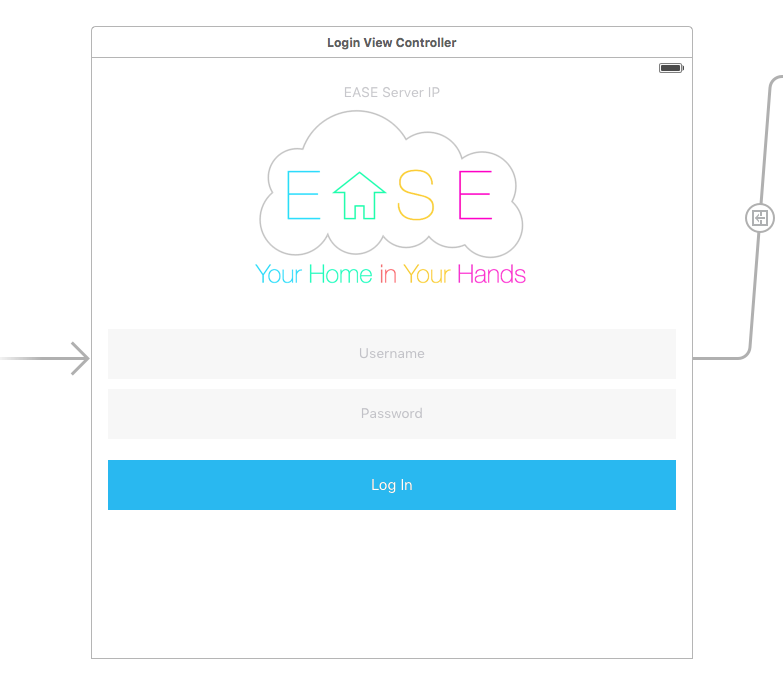 Login View Controller
EASE Server IP
E S E
Your Home in Your Hands
Username
Password
Log In